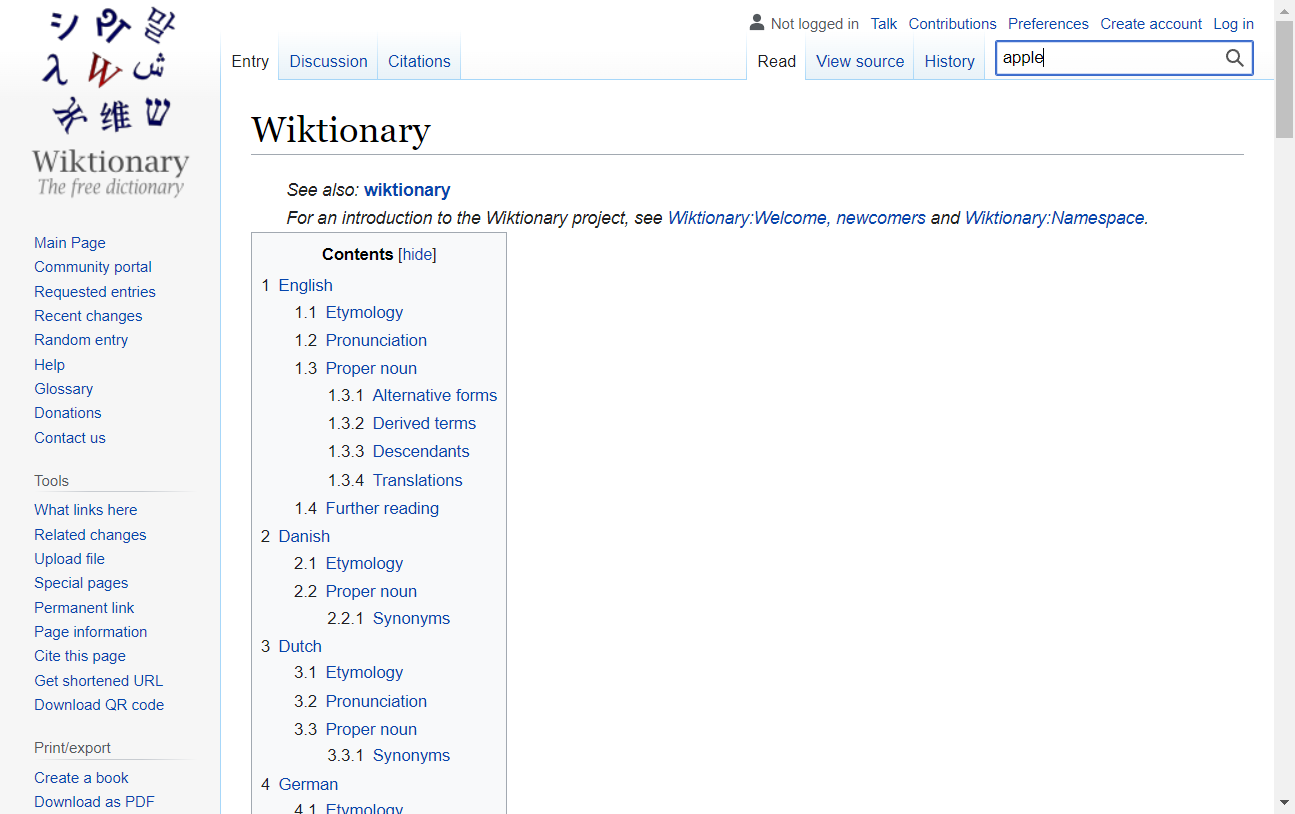 シ Ря 말
λ W ش
维 ש
Wiktionary
The free dictionary
Main Page
Community portal
Requested entries
Recent changes
Random entry
Help
Glossary
Donations
Contact us
Tools
What links here
Related changes
Upload file
Special pages
Permanent link
Page information
Cite this page
Get shortened URL
Download QR code
Print/export
Create a book
Download as PDF
Not logged in Talk Contributions Preferences Create account Log in
Entry Discussion Citations Read View source History apple
Wiktionary
See also: wiktionary
For an introduction to the Wiktionary project, see Wiktionary:Welcome, newcomers and Wiktionary:Namespace.
Contents [hide]
1 English
1.1 Etymology
1.2 Pronunciation
1.3 Proper noun
1.3.1 Alternative forms
1.3.2 Derived terms
1.3.3 Descendants
1.3.4 Translations
1.4 Further reading
2 Danish
2.1 Etymology
2.2 Proper noun
2.2.1 Synonyms
3 Dutch
3.1 Etymology
3.2 Pronunciation
3.3 Proper noun
3.3.1 Synonyms
4 German
4.1 Etymology